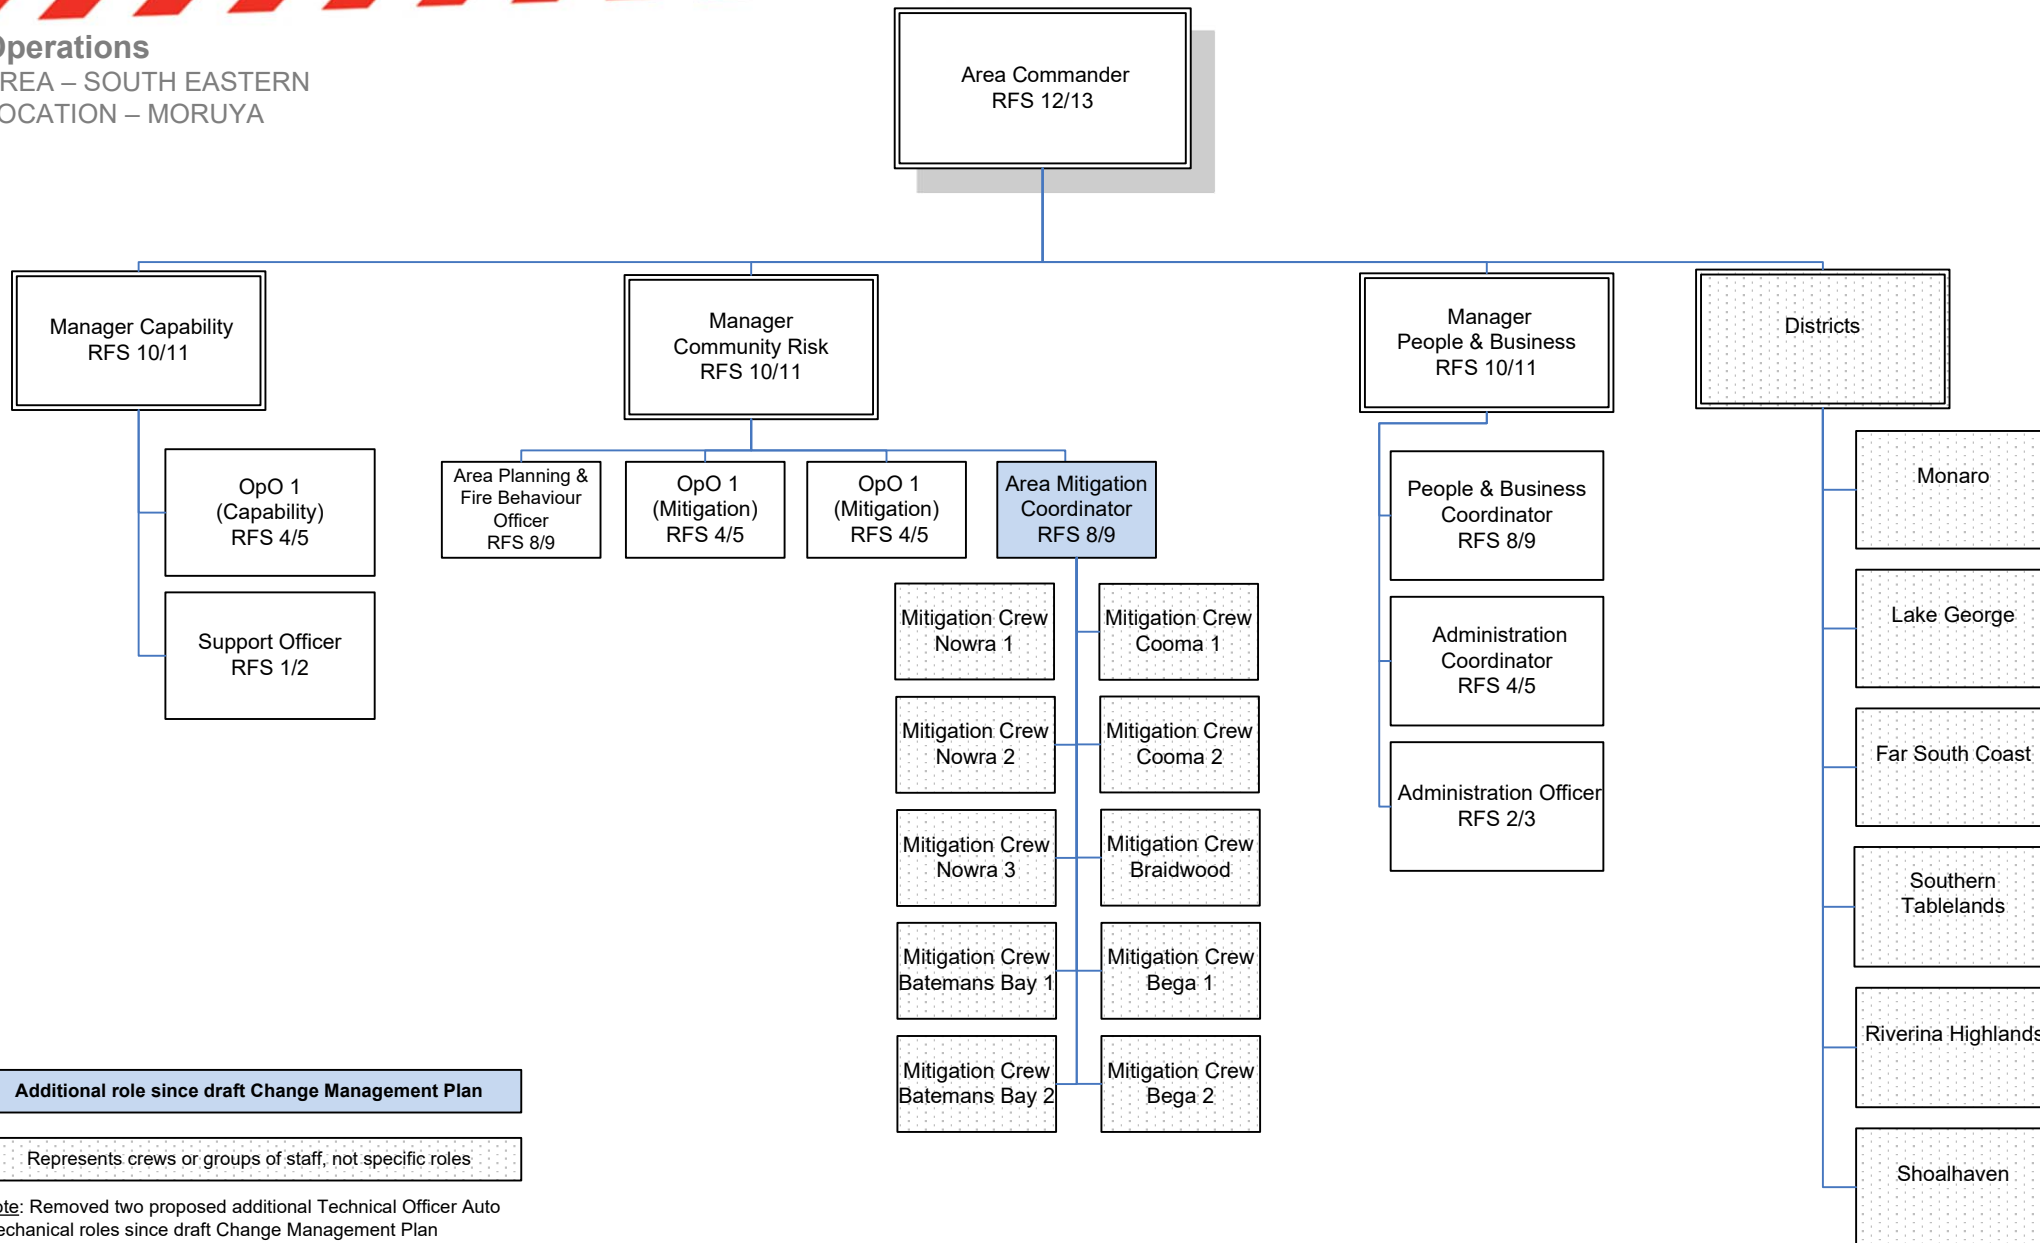 Operations
AREA – SOUTH EASTERN
LOCATION – MORUYA
Area Commander
RFS 12/13
Manager Capability
RFS 10/11
Manager
Community Risk
RFS 10/11
Manager
People & Business
RFS 10/11
Districts
OpO 1
(Capability)
RFS 4/5
Support Officer
RFS 1/2
Area Planning &
Fire Behaviour
Officer
RFS 8/9
OpO 1
(Mitigation)
RFS 4/5
OpO 1
(Mitigation)
RFS 4/5
Area Mitigation
Coordinator
RFS 8/9
Mitigation Crew
Nowra 1
Mitigation Crew
Cooma 1
Mitigation Crew
Nowra 2
Mitigation Crew
Cooma 2
Mitigation Crew
Nowra 3
Mitigation Crew
Braidwood
Mitigation Crew
Batemans Bay 1
Mitigation Crew
Bega 1
Mitigation Crew
Batemans Bay 2
Mitigation Crew
Bega 2
People & Business
Coordinator
RFS 8/9
Administration
Coordinator
RFS 4/5
Administration Officer
RFS 2/3
Monaro
Lake George
Far South Coast
Southern
Tablelands
Riverina Highlands
Shoalhaven
Additional role since draft Change Management Plan
Represents crews or groups of staff, not specific roles
Note: Removed two proposed additional Technical Officer Auto
Mechanical roles since draft Change Management Plan